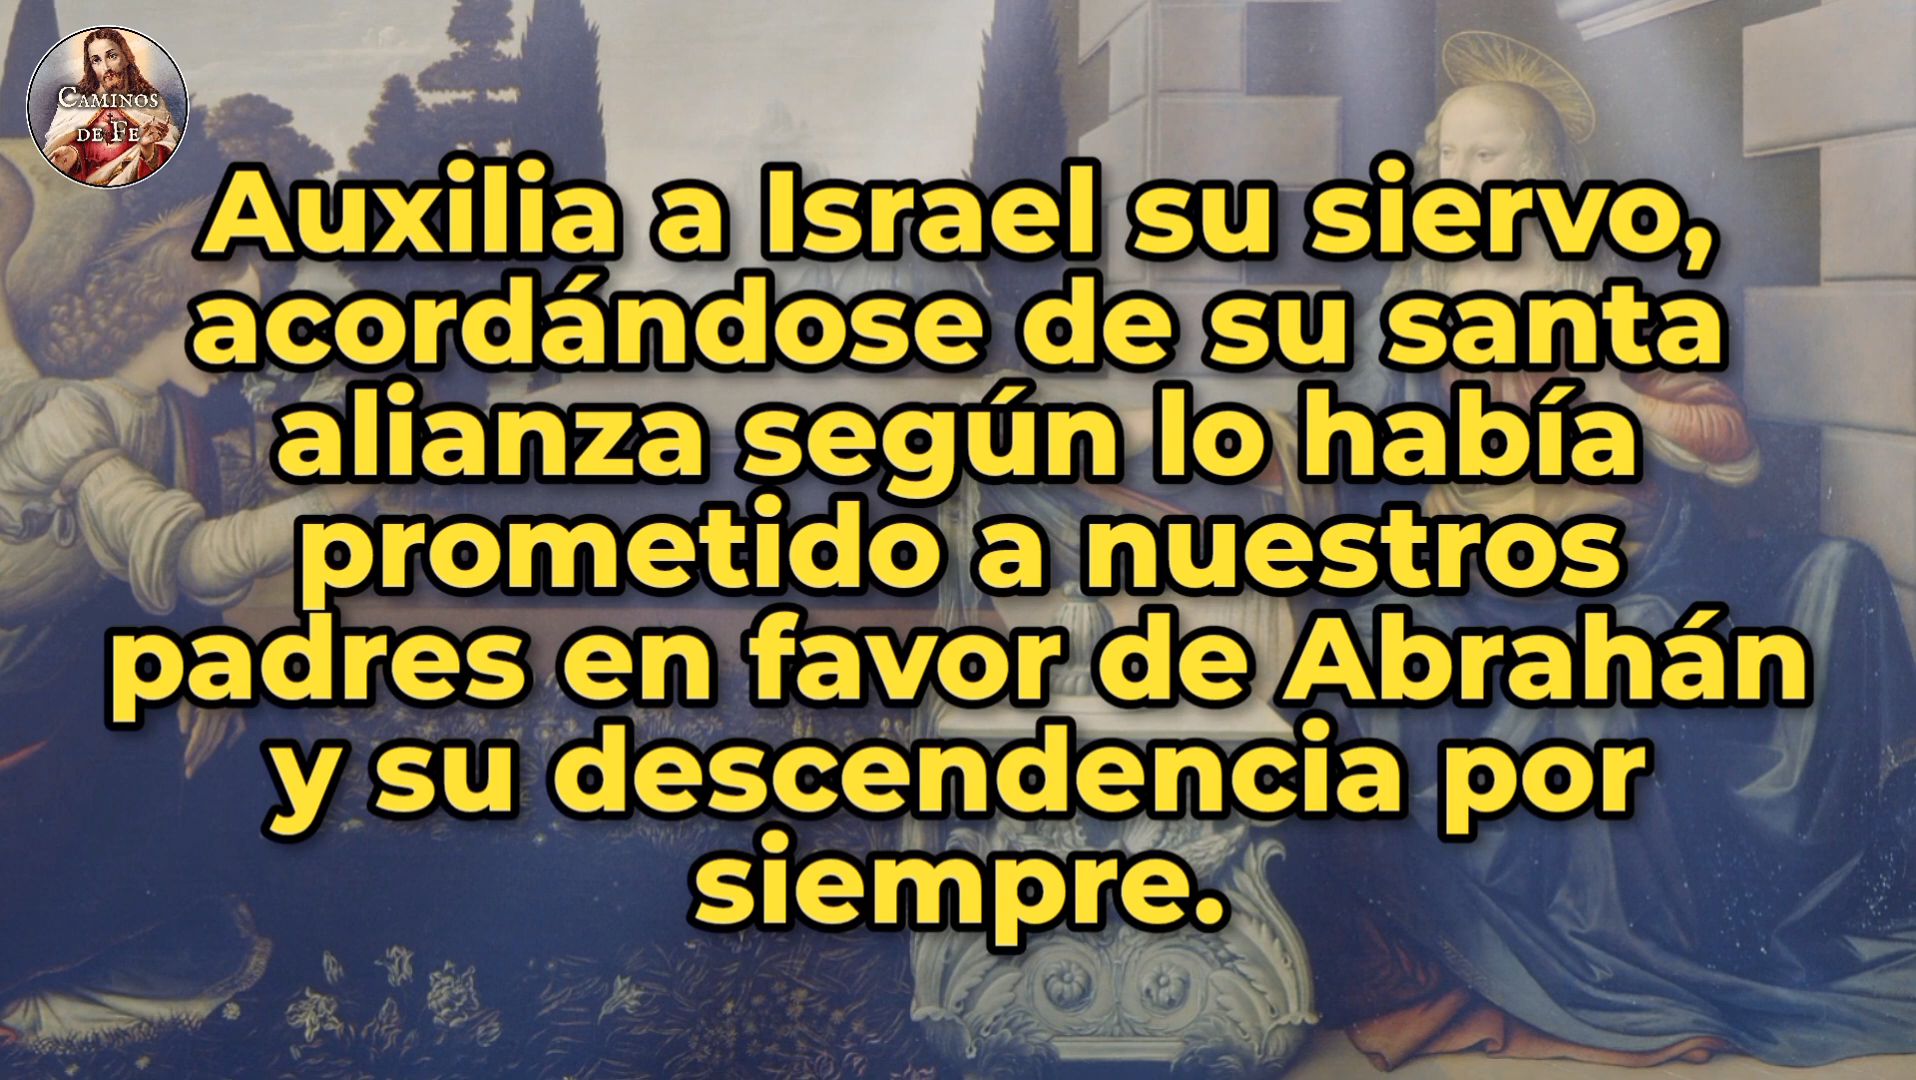 CAMINOS
DE FE
Auxilia a Israel su siervo,
acordándose de su santa
alianza según lo había
prometido a nuestros
padres en favor de Abrahán
y su descendencia por
siempre.